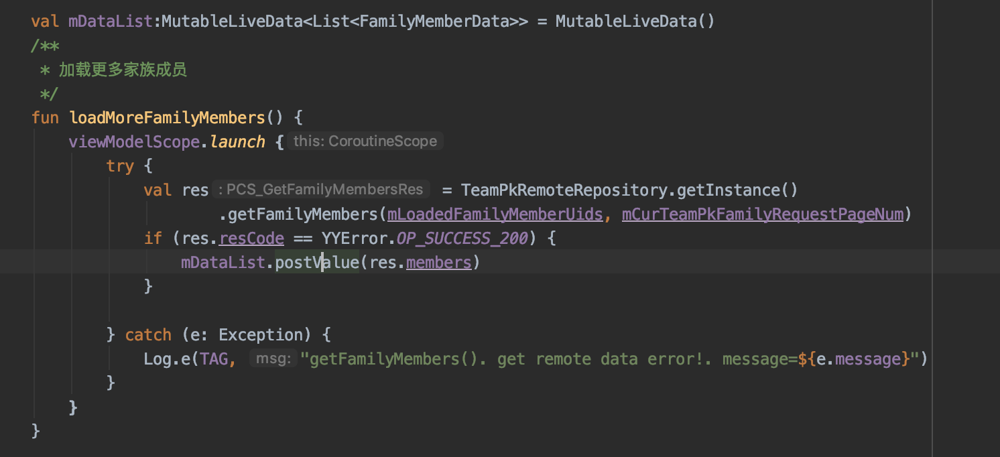 val mDataList:MutableLiveData<List<FamilyMemberData>> = MutableLiveData()
/**
 * 加载更多家族成员
 */
fun loadMoreFamilyMembers() {
    viewModelScope.launch { this: CoroutineScope
        try {
            val res : PCS_GetFamilyMembersRes = TeamPkRemoteRepository.getInstance()
                    .getFamilyMembers(mLoadedFamilyMemberUids, mCurTeamPkFamilyRequestPageNum)
            if (res.resCode == YYError.OP_SUCCESS_200) {
                mDataList.postValue(res.members)
            }
        } catch (e: Exception) {
            Log.e(TAG, msg: "getFamilyMembers(). get remote data error!. message=${e.message}")
        }
    }
}